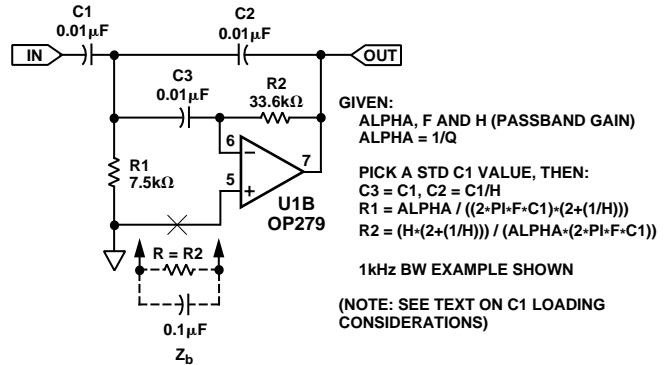 C1
0.01µF
C2
0.01µF
IN
OUT
C3
0.01µF
R2
33.6kΩ
R1
7.5kΩ
6
7
5
U1B
OP279
R = R2
0.1µF
Zb
GIVEN:
ALPHA, F AND H (PASSBAND GAIN)
ALPHA = 1/Q
PICK A STD C1 VALUE, THEN:
C3 = C1, C2 = C1/H
R1 = ALPHA / ((2*PI*F*C1)*(2+(1/H)))
R2 = (H*(2+(1/H))) / (ALPHA*(2*PI*F*C1))
1kHz BW EXAMPLE SHOWN
(NOTE: SEE TEXT ON C1 LOADING
CONSIDERATIONS)